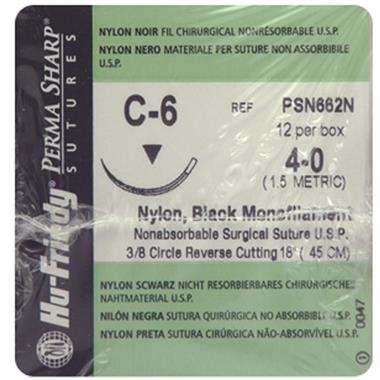 NYLON NOIR FIL CHIRURGICAL NONRÉSORBABLE U.S.P.
NYLON NERO MATERIALE PER SUTURE NON ASSORBIBILE
U.S.P.
Hu-Friedy® PERMA SHARP®
SUTURES
C-6
REF PSN662N
12 per box
4-0
(1.5 METRIC)
Nylon, Black Monofilament
Nonabsorbable Surgical Suture U.S.P.
3/8 Circle Reverse Cutting 18" ( 45 CM)
NYLON SCWARZ NICHT RESORBIERBARES CHIRURGISCHES
NAHTMATERIAL U.S.P.
NILÓN NEGRA SUTURA QUIRÚRGICA NO ABSORBIBLE U.S.P.
NYLON PRETA SUTURA CIRÚRGICA NÃO-ABSORVÍVEL U.S.P.
0047